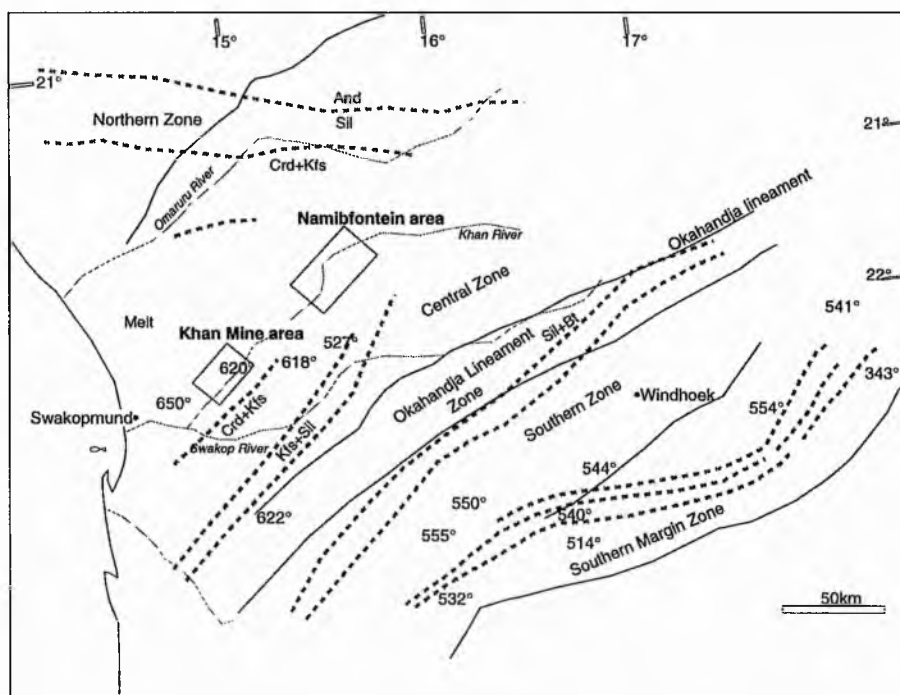 15°
16°
17°
21°
And
Northern Zone
Sil
21°
Crd+Kfs
Omaruru River
Namibfontein area
Khan River
Okahandja lineament
22°
Central Zone
541°
Melt
Khan Mine area
527°
Sil+Bt
618°
620°
343°
Okahandja Lineament
Zone
Southern Zone
Windhoek
650°
Swakopmund
Crd+Kfs
Kfs+Sil
554°
Swakop River
544°
622°
550°
540°
555°
514°
Southern Margin Zone
532°
50km